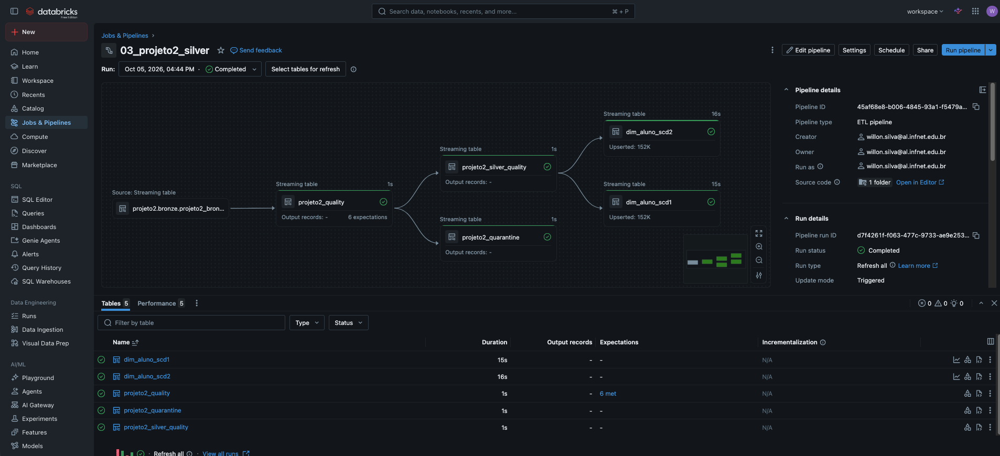 databricks
Free Edition
Search data, notebooks, recents, and more...
⌘ + P
workspace
W
New
Home
Learn
Workspace
Recents
Catalog
Jobs & Pipelines
Compute
Discover
Marketplace
SQL
SQL Editor
Queries
Dashboards
Genie Agents
Alerts
Query History
SQL Warehouses
Data Engineering
Runs
Data Ingestion
Visual Data Prep
AI/ML
Playground
Agents
AI Gateway
Experiments
Features
Models
Jobs & Pipelines ›
03_projeto2_silver
Send feedback
Edit pipeline
Settings
Schedule
Share
Run pipeline
Run:
Oct 05, 2026, 04:44 PM · Completed
Select tables for refresh
Source: Streaming table
projeto2.bronze.projeto2_bron...
Streaming table 1s
projeto2_quality
Output records: - 6 expectations
Streaming table 1s
projeto2_silver_quality
Output records: -
Streaming table 1s
projeto2_quarantine
Output records: -
Streaming table 16s
dim_aluno_scd2
Upserted: 152K
Streaming table 15s
dim_aluno_scd1
Upserted: 152K
Pipeline details
Pipeline ID 45af68e8-b006-4845-93a1-f5479a...
Pipeline type ETL pipeline
Creator willon.silva@al.infnet.edu.br
Owner willon.silva@al.infnet.edu.br
Run as willon.silva@al.infnet.edu.br
Source code 1 folder Open in Editor
Run details
Pipeline run ID d7f4261f-f063-477c-9733-ae9e253...
Run status Completed
Run type Refresh all Learn more
Update mode Triggered
Tables 5 Performance 5
0 0 0
Filter by table
Type
Status
Name Duration Output records Expectations Incrementalization
dim_aluno_scd1 15s - - N/A
dim_aluno_scd2 16s - - N/A
projeto2_quality 1s - 6 met N/A
projeto2_quarantine 1s - - N/A
projeto2_silver_quality 1s - - N/A
· Refresh all · View all runs